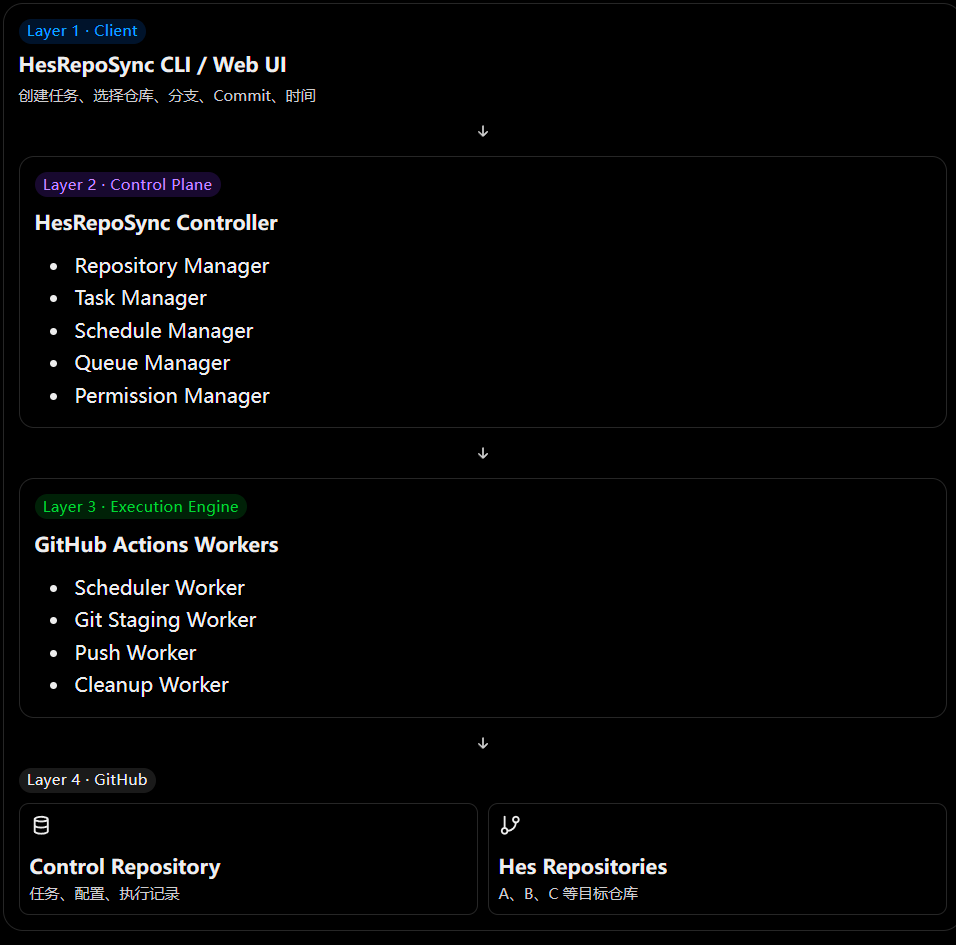 Layer 1 · Client
HesRepoSync CLI / Web UI
创建任务、选择仓库、分支、Commit、时间
Layer 2 · Control Plane
HesRepoSync Controller
Repository Manager
Task Manager
Schedule Manager
Queue Manager
Permission Manager
Layer 3 · Execution Engine
GitHub Actions Workers
Scheduler Worker
Git Staging Worker
Push Worker
Cleanup Worker
Layer 4 · GitHub
Control Repository
任务、配置、执行记录
Hes Repositories
A、B、C 等目标仓库